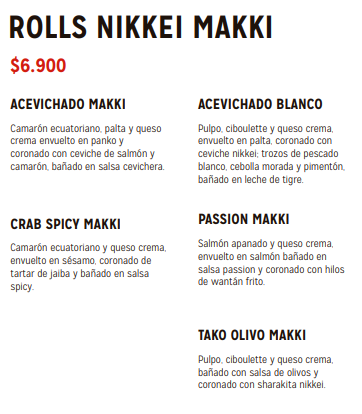 ROLLS NIKKEI MAKKI
$6.900
ACEVICHADO MAKKI
Camarón ecuatoriano, palta y queso
crema envuelto en panko y
coronado con ceviche de salmón y
camarón, bañado en salsa cevichera.
CRAB SPICY MAKKI
Camarón ecuatoriano y queso crema,
envuelto en sésamo, coronado de
tartar de jaiba y bañado en salsa
spicy.
ACEVICHADO BLANCO
Pulpo, ciboulette y queso crema,
envuelto en palta, coronado con
ceviche nikkei; trozos de pescado
blanco, cebolla morada y pimentón,
bañado en leche de tigre.
PASSION MAKKI
Salmón apanado y queso crema,
envuelto en salmón bañado en
salsa passion y coronado con hilos
de wantán frito.
TAKO OLIVO MAKKI
Pulpo, ciboulette y queso crema,
bañado con salsa de olivos y
coronado con sharakita nikkei.